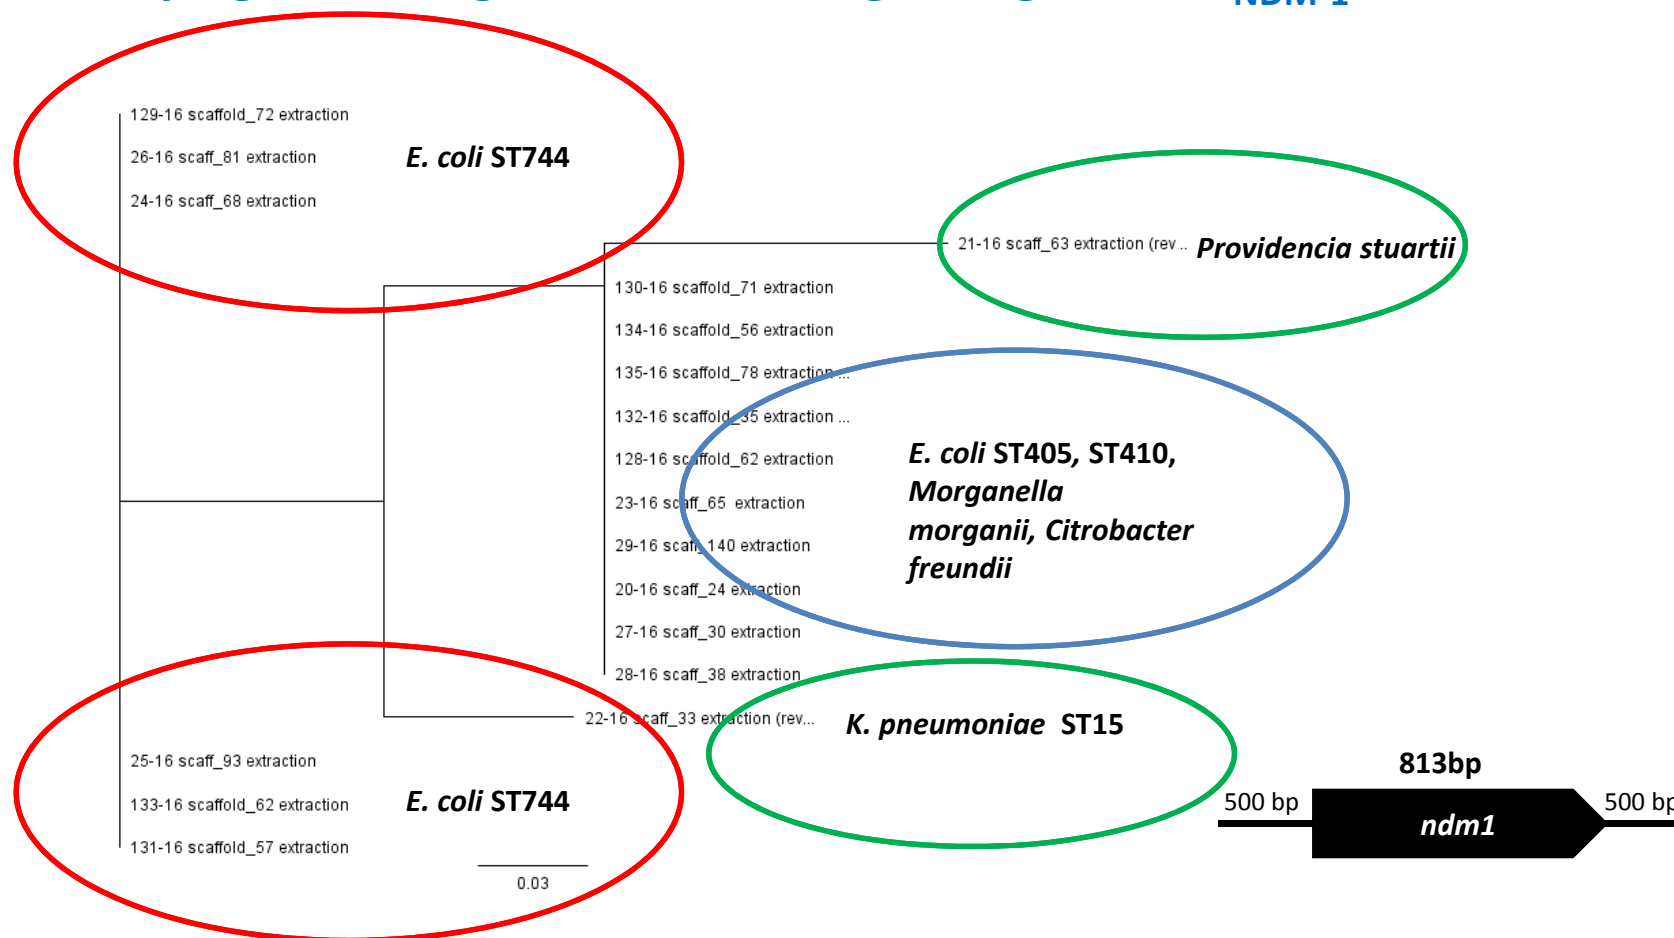 NDM-1
129-16 scaffold_72 extraction
26-16 scaff_81 extraction
24-16 scaff_68 extraction
E. coli ST744
21-16 scaff_63 extraction (rev...
Providencia stuartii
130-16 scaffold_71 extraction
134-16 scaffold_56 extraction
135-16 scaffold_78 extraction ...
132-16 scaffold_35 extraction ...
128-16 scaffold_62 extraction
23-16 scaff_65 extraction
29-16 scaff_140 extraction
20-16 scaff_24 extraction
27-16 scaff_30 extraction
28-16 scaff_38 extraction
E. coli ST405, ST410,
Morganella
morganii, Citrobacter
freundii
22-16 scaff_33 extraction (rev...
K. pneumoniae ST15
25-16 scaff_93 extraction
133-16 scaffold_62 extraction
131-16 scaffold_57 extraction
E. coli ST744
0.03
813bp
500 bp
ndm1
500 bp